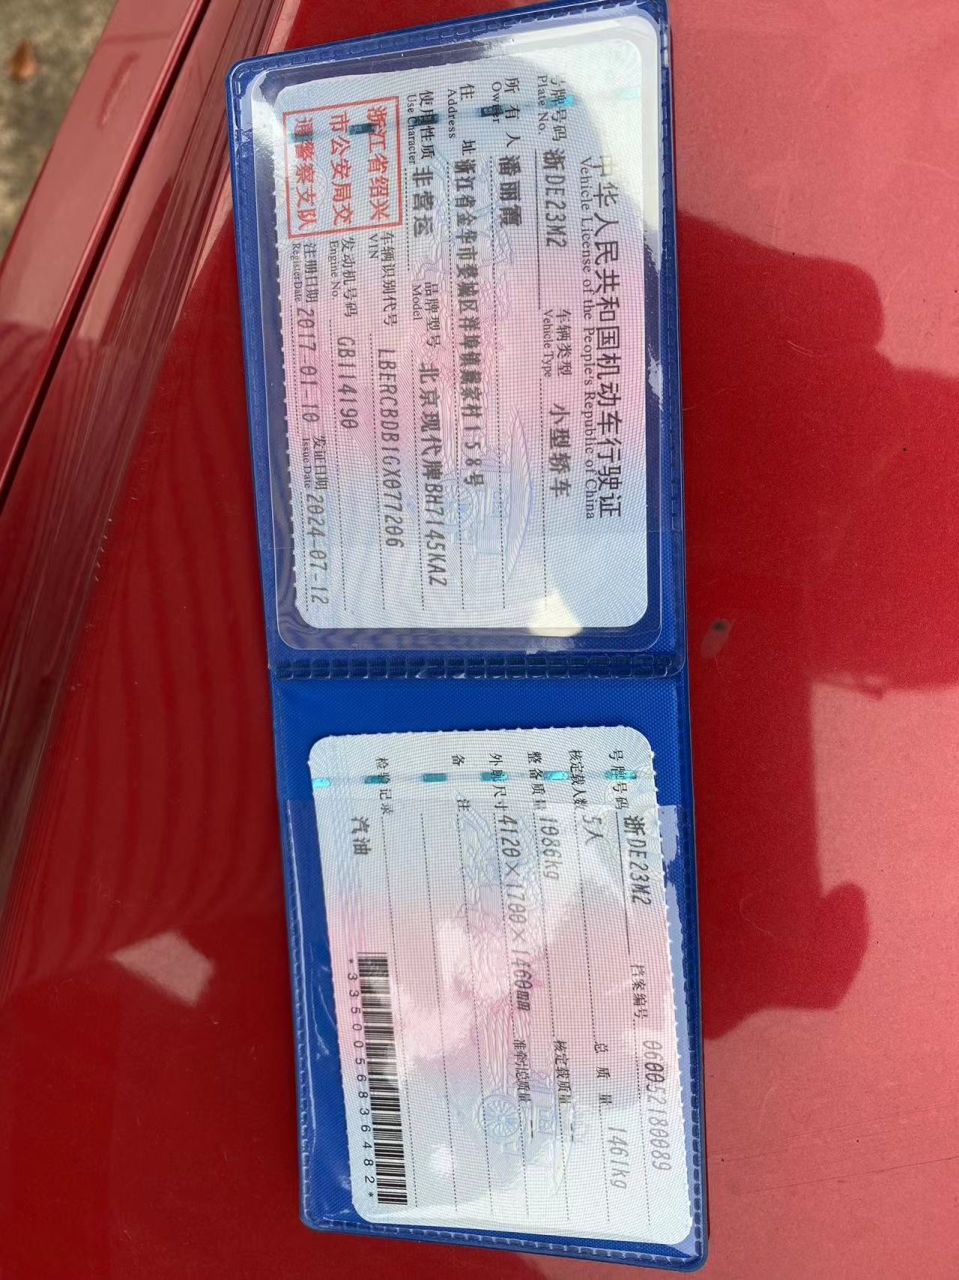 中华人民共和国机动车行驶证
Vehicle License of the People's Republic of China
号牌号码 浙DE23M2 车辆类型 小型轿车
Plate No. Vehicle Type
所有人 潘丽霞
Owner
住址 浙江省金华市婺城区洋埠镇 村158号
Address
使用性质 非营运 品牌型号 北京现代牌BH7145KAZ
Use Character Model
浙江省绍兴
市公安局交
通警察支队
车辆识别代号 LBERCBDB1GX077206
VIN
发动机号码 GB114190
Engine No.
注册日期 2017-01-10 发证日期 2024-07-12
Register Date Issue Date
号牌号码 浙DE23M2 档案编号 060052180089
核定载人数 5人 总质量 1461kg
整备质量 1086kg 核定载质量
外廓尺寸 4120×1700×1460mm 准牵引总质量
备注
检验记录
汽油
*3350056836482*